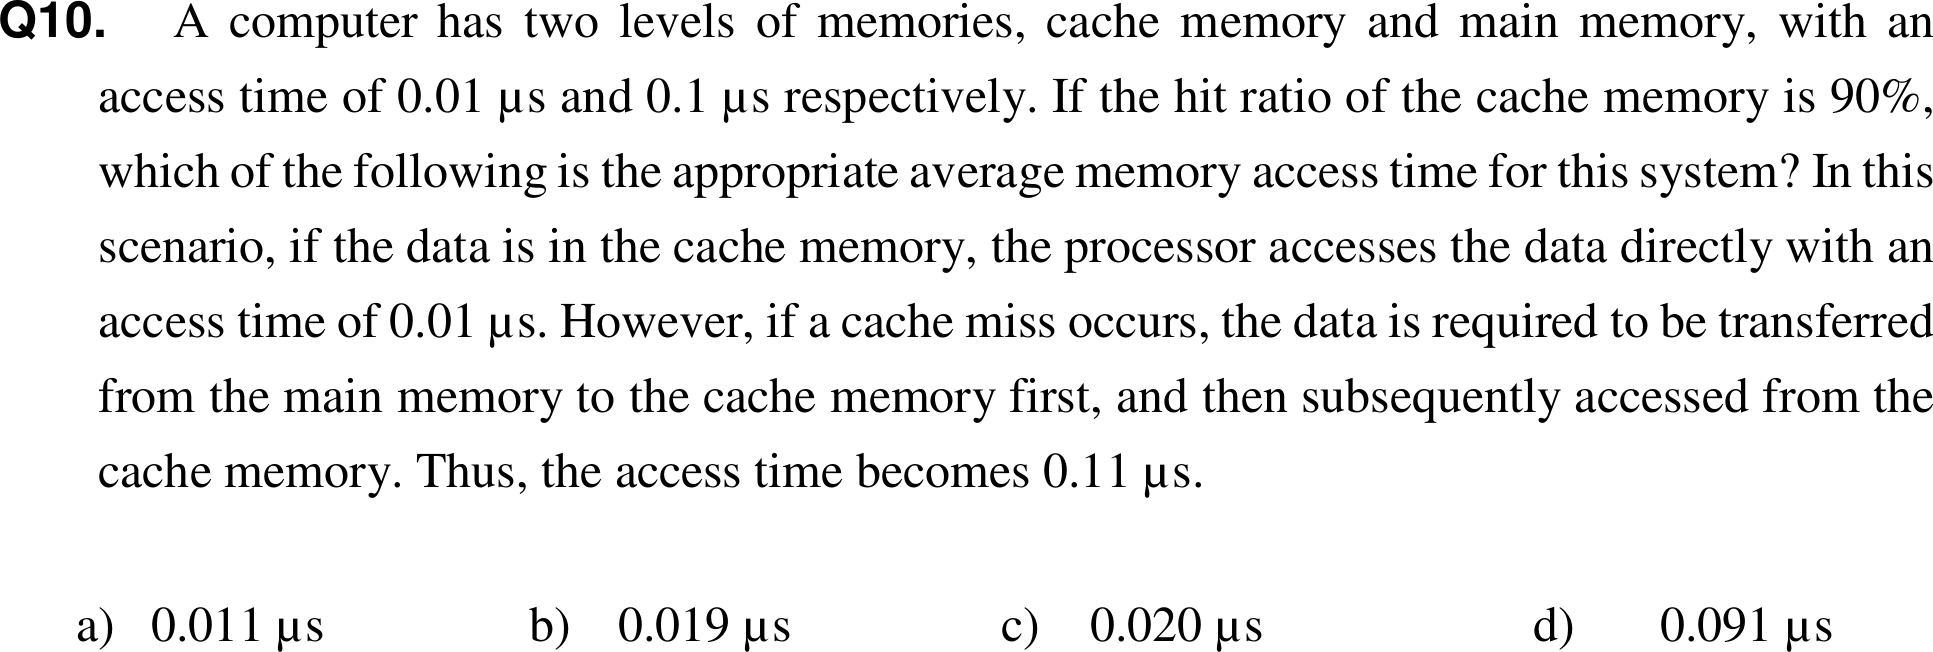 Q10. A computer has two levels of memories, cache memory and main memory, with an
access time of 0.01 µs and 0.1 µs respectively. If the hit ratio of the cache memory is 90%,
which of the following is the appropriate average memory access time for this system? In this
scenario, if the data is in the cache memory, the processor accesses the data directly with an
access time of 0.01 µs. However, if a cache miss occurs, the data is required to be transferred
from the main memory to the cache memory first, and then subsequently accessed from the
cache memory. Thus, the access time becomes 0.11 µs.
a) 0.011 µs b) 0.019 µs c) 0.020 µs d) 0.091 µs